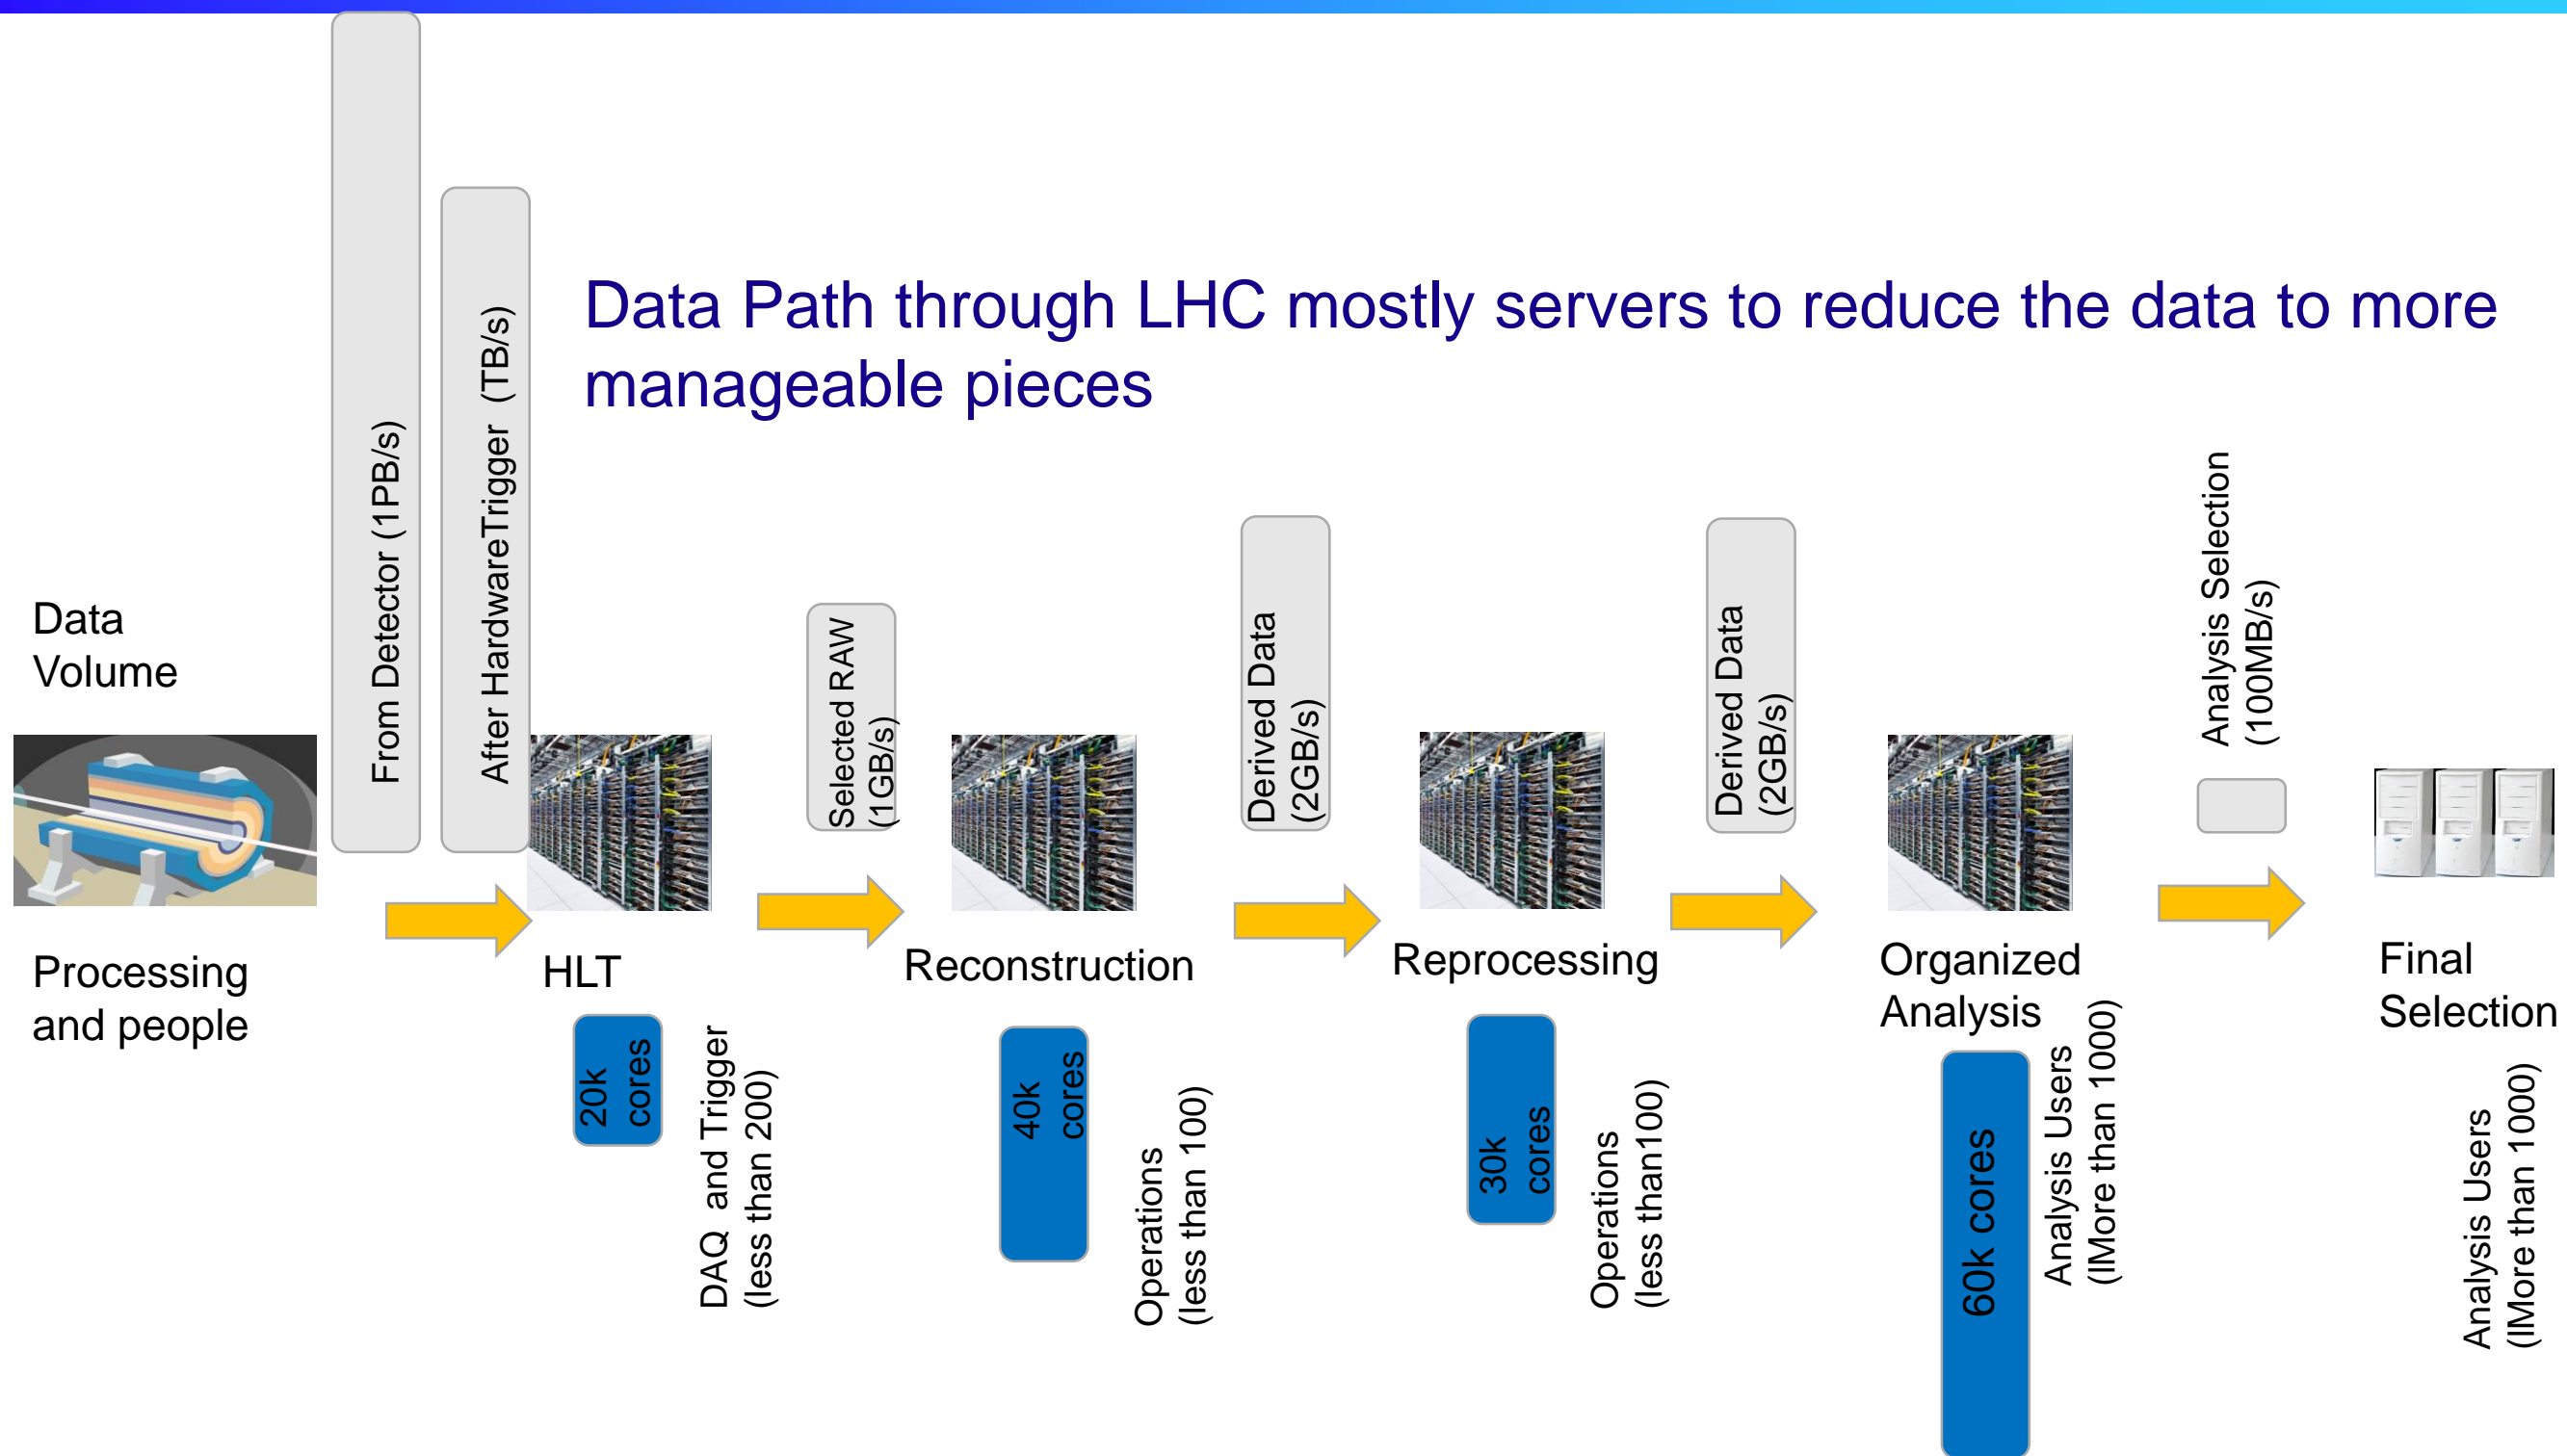 Data Path through LHC mostly servers to reduce the data to more
manageable pieces
Data
Volume
From Detector (1PB/s)
After HardwareTrigger (TB/s)
Selected RAW
(1GB/s)
Derived Data
(2GB/s)
Derived Data
(2GB/s)
Analysis Selection
(100MB/s)
Processing
and people
HLT
Reconstruction
Reprocessing
Organized
Analysis
Final
Selection
20k
cores
DAQ and Trigger
(less than 200)
40k
cores
Operations
(less than 100)
30k
cores
Operations
(less than100)
60k cores
Analysis Users
(lMore than 1000)
Analysis Users
(lMore than 1000)